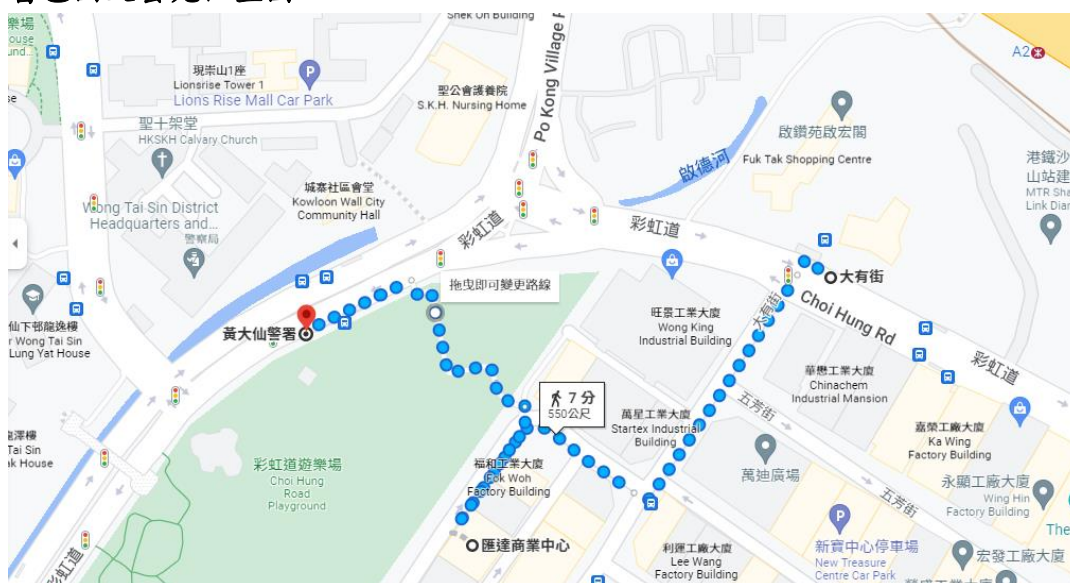 樂場
現崇山1座
Lionsrise Tower 1
Lions Rise Mall Car Park
P
Shek On Building
Po Kong Village
聖公會護養院
S.K.H. Nursing Home
A2
聖十架堂
HKSKH Calvary Church
啟鑽苑啟宏閣
Fuk Tak Shopping Centre
啟德河
港鐵沙
山站建
MTR Sha
Link Dian
城寨社區會堂
Kowloon Wall City
Community Hall
Wong Tai Sin District
Headquarters and...
警察局
彩虹道
彩虹道
拖曳即可變更路線
大有街
大有街
Choi Hung Rd
彩虹道
旺景工業大廈
Wong King
Industrial Building
黃大仙警署
仙下邨龍逸樓
r Wong Tai Sin
Lung Yat House
7 分
550公尺
華懋工業大廈
Chinachem
Industrial Mansion
五芳街
萬星工業大廈
Startex Industrial
Building
嘉榮工廠大廈
Ka Wing
Factory Building
Tai Sin
ak House
彩虹道遊樂場
Choi Hung
Road
Playground
福和工業大廈
Fok Woh
Factory Building
萬迪廣場
五芳街
永顯工廠大廈
Wing Hin
Factory Building
The
匯達商業中心
利運工廠大廈
Lee Wang
Factory Building
P
新寶中心停車場
New Treasure
Centre Car Park
宏發工廠大
彩虹道